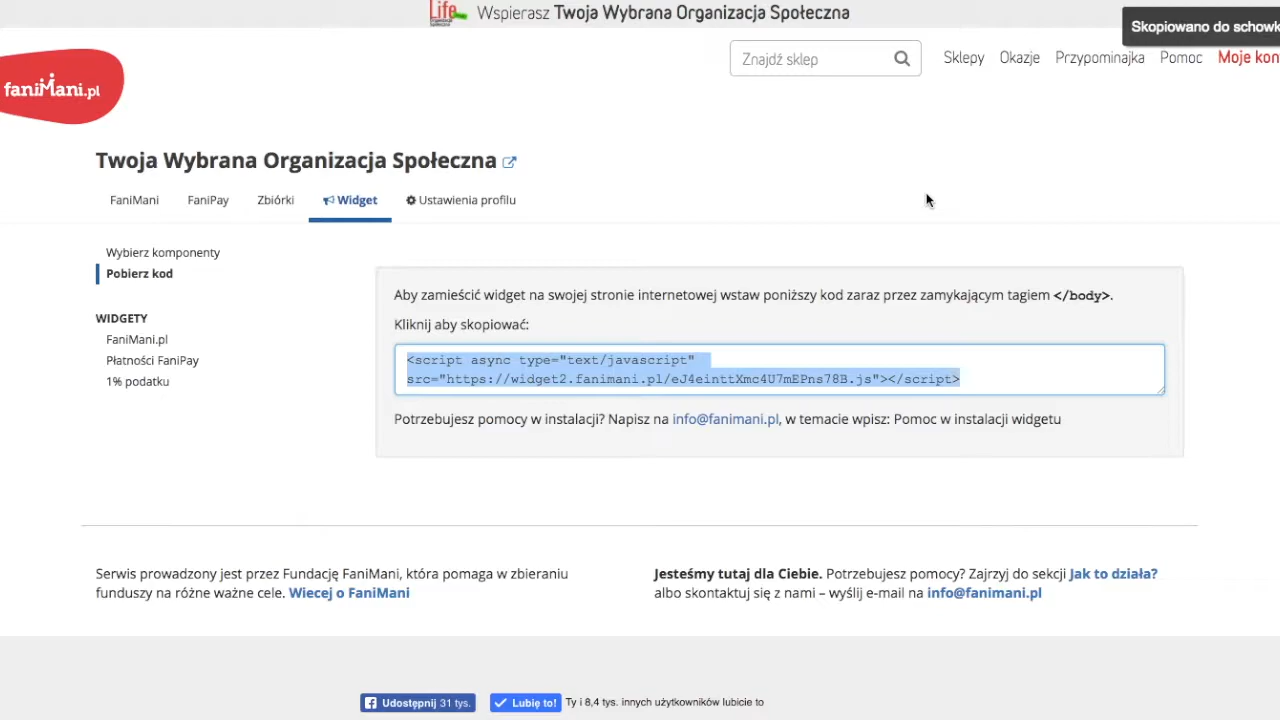 Life Wspierasz Twoja Wybrana Organizacja Społeczna
Skopiowano do schowk
faniMani.pl
Znajdź sklep
Sklepy Okazje Przypominajka Pomoc Moje kon
Twoja Wybrana Organizacja Społeczna
FaniMani FaniPay Zbiórki Widget Ustawienia profilu
Wybierz komponenty
Pobierz kod
WIDGETY
FaniMani.pl
Płatności FaniPay
1% podatku
Aby zamieścić widget na swojej stronie internetowej wstaw poniższy kod zaraz przez zamykającym tagiem </body>.
Kliknij aby skopiować:
<script async type="text/javascript"
src="https://widget2.fanimani.pl/eJ4einttXmc4U7mEPns78B.js"></script>
Potrzebujesz pomocy w instalacji? Napisz na info@fanimani.pl, w temacie wpisz: Pomoc w instalacji widgetu
Serwis prowadzony jest przez Fundację FaniMani, która pomaga w zbieraniu
funduszy na różne ważne cele. Wiecej o FaniMani
Jesteśmy tutaj dla Ciebie. Potrzebujesz pomocy? Zajrzyj do sekcji Jak to działa?
albo skontaktuj się z nami – wyślij e-mail na info@fanimani.pl
Udostępnij 31 tys. Lubię to! Ty i 8,4 tys. innych użytkowników lubicie to